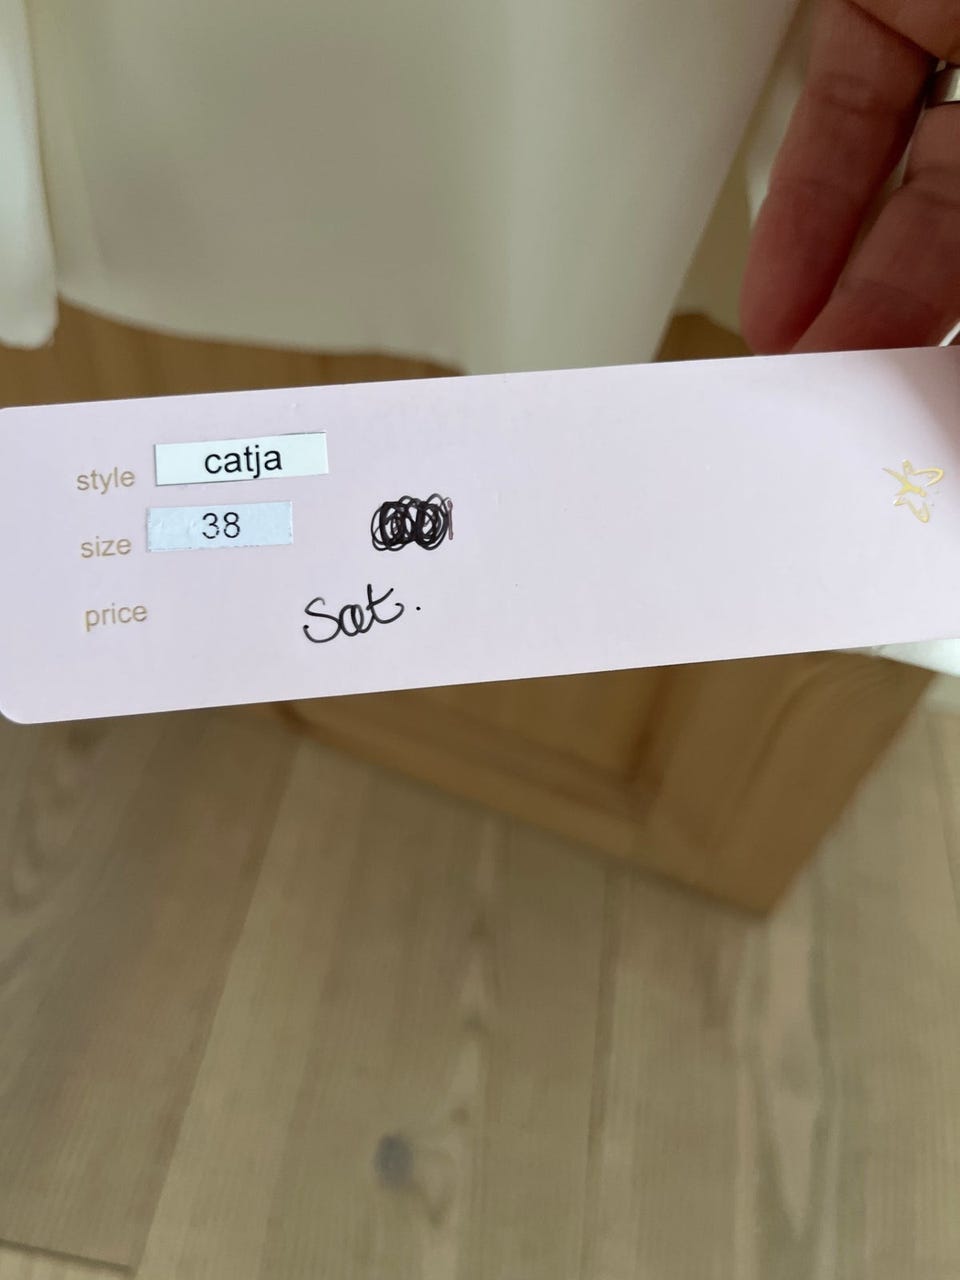 style catja
size 38
price
Sat.